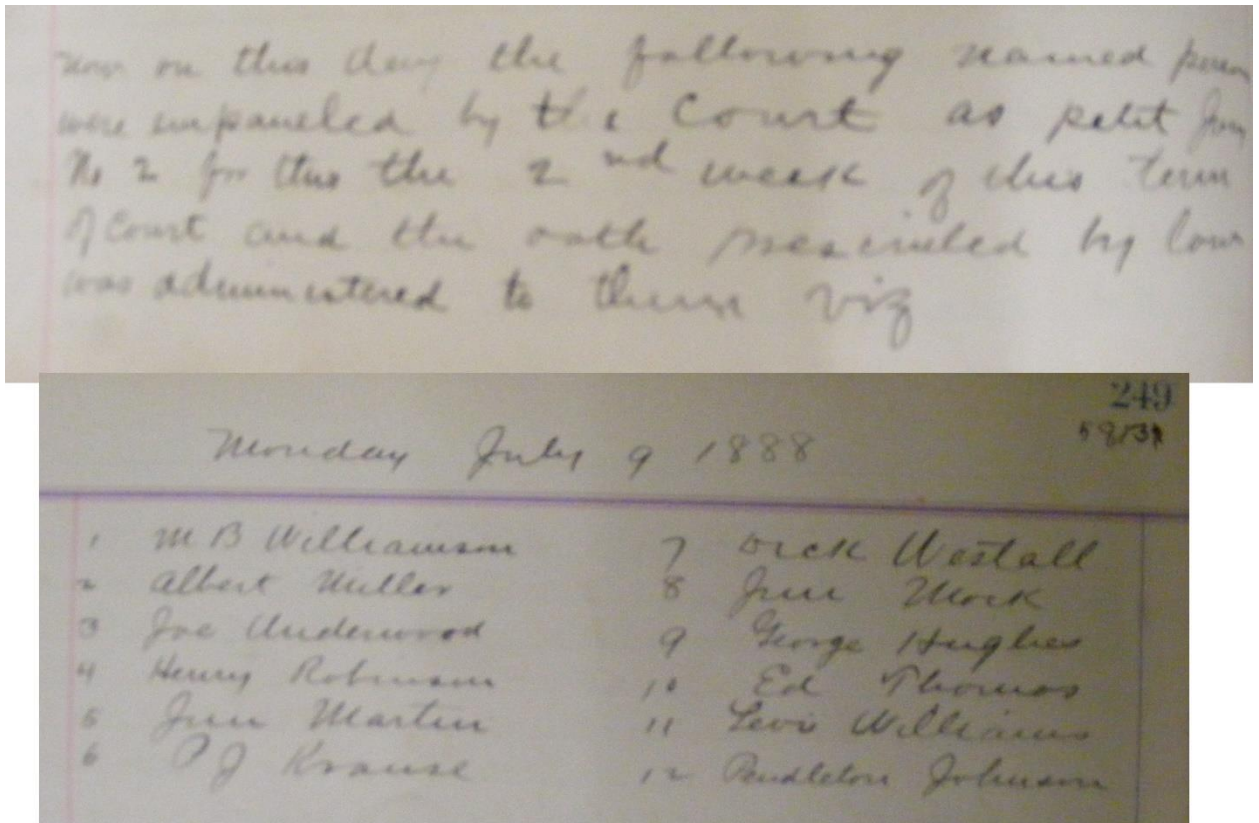 now on this day the following named person
were empaneled by the Court as petit Jury
No 2 for this the 2nd week of this term
of Court and the oath prescribed by law
was administered to them viz
249
Monday July 9 1888
1 M B Williamson 7 Dick Westall
2 Albert Miller 8 Jim Mock
3 Joe Underwood 9 George Hughes
4 Henry Robinson 10 Ed Thomas
5 Jim Martin 11 Levi Williams
6 P J Krause 12 Pendleton Johnson